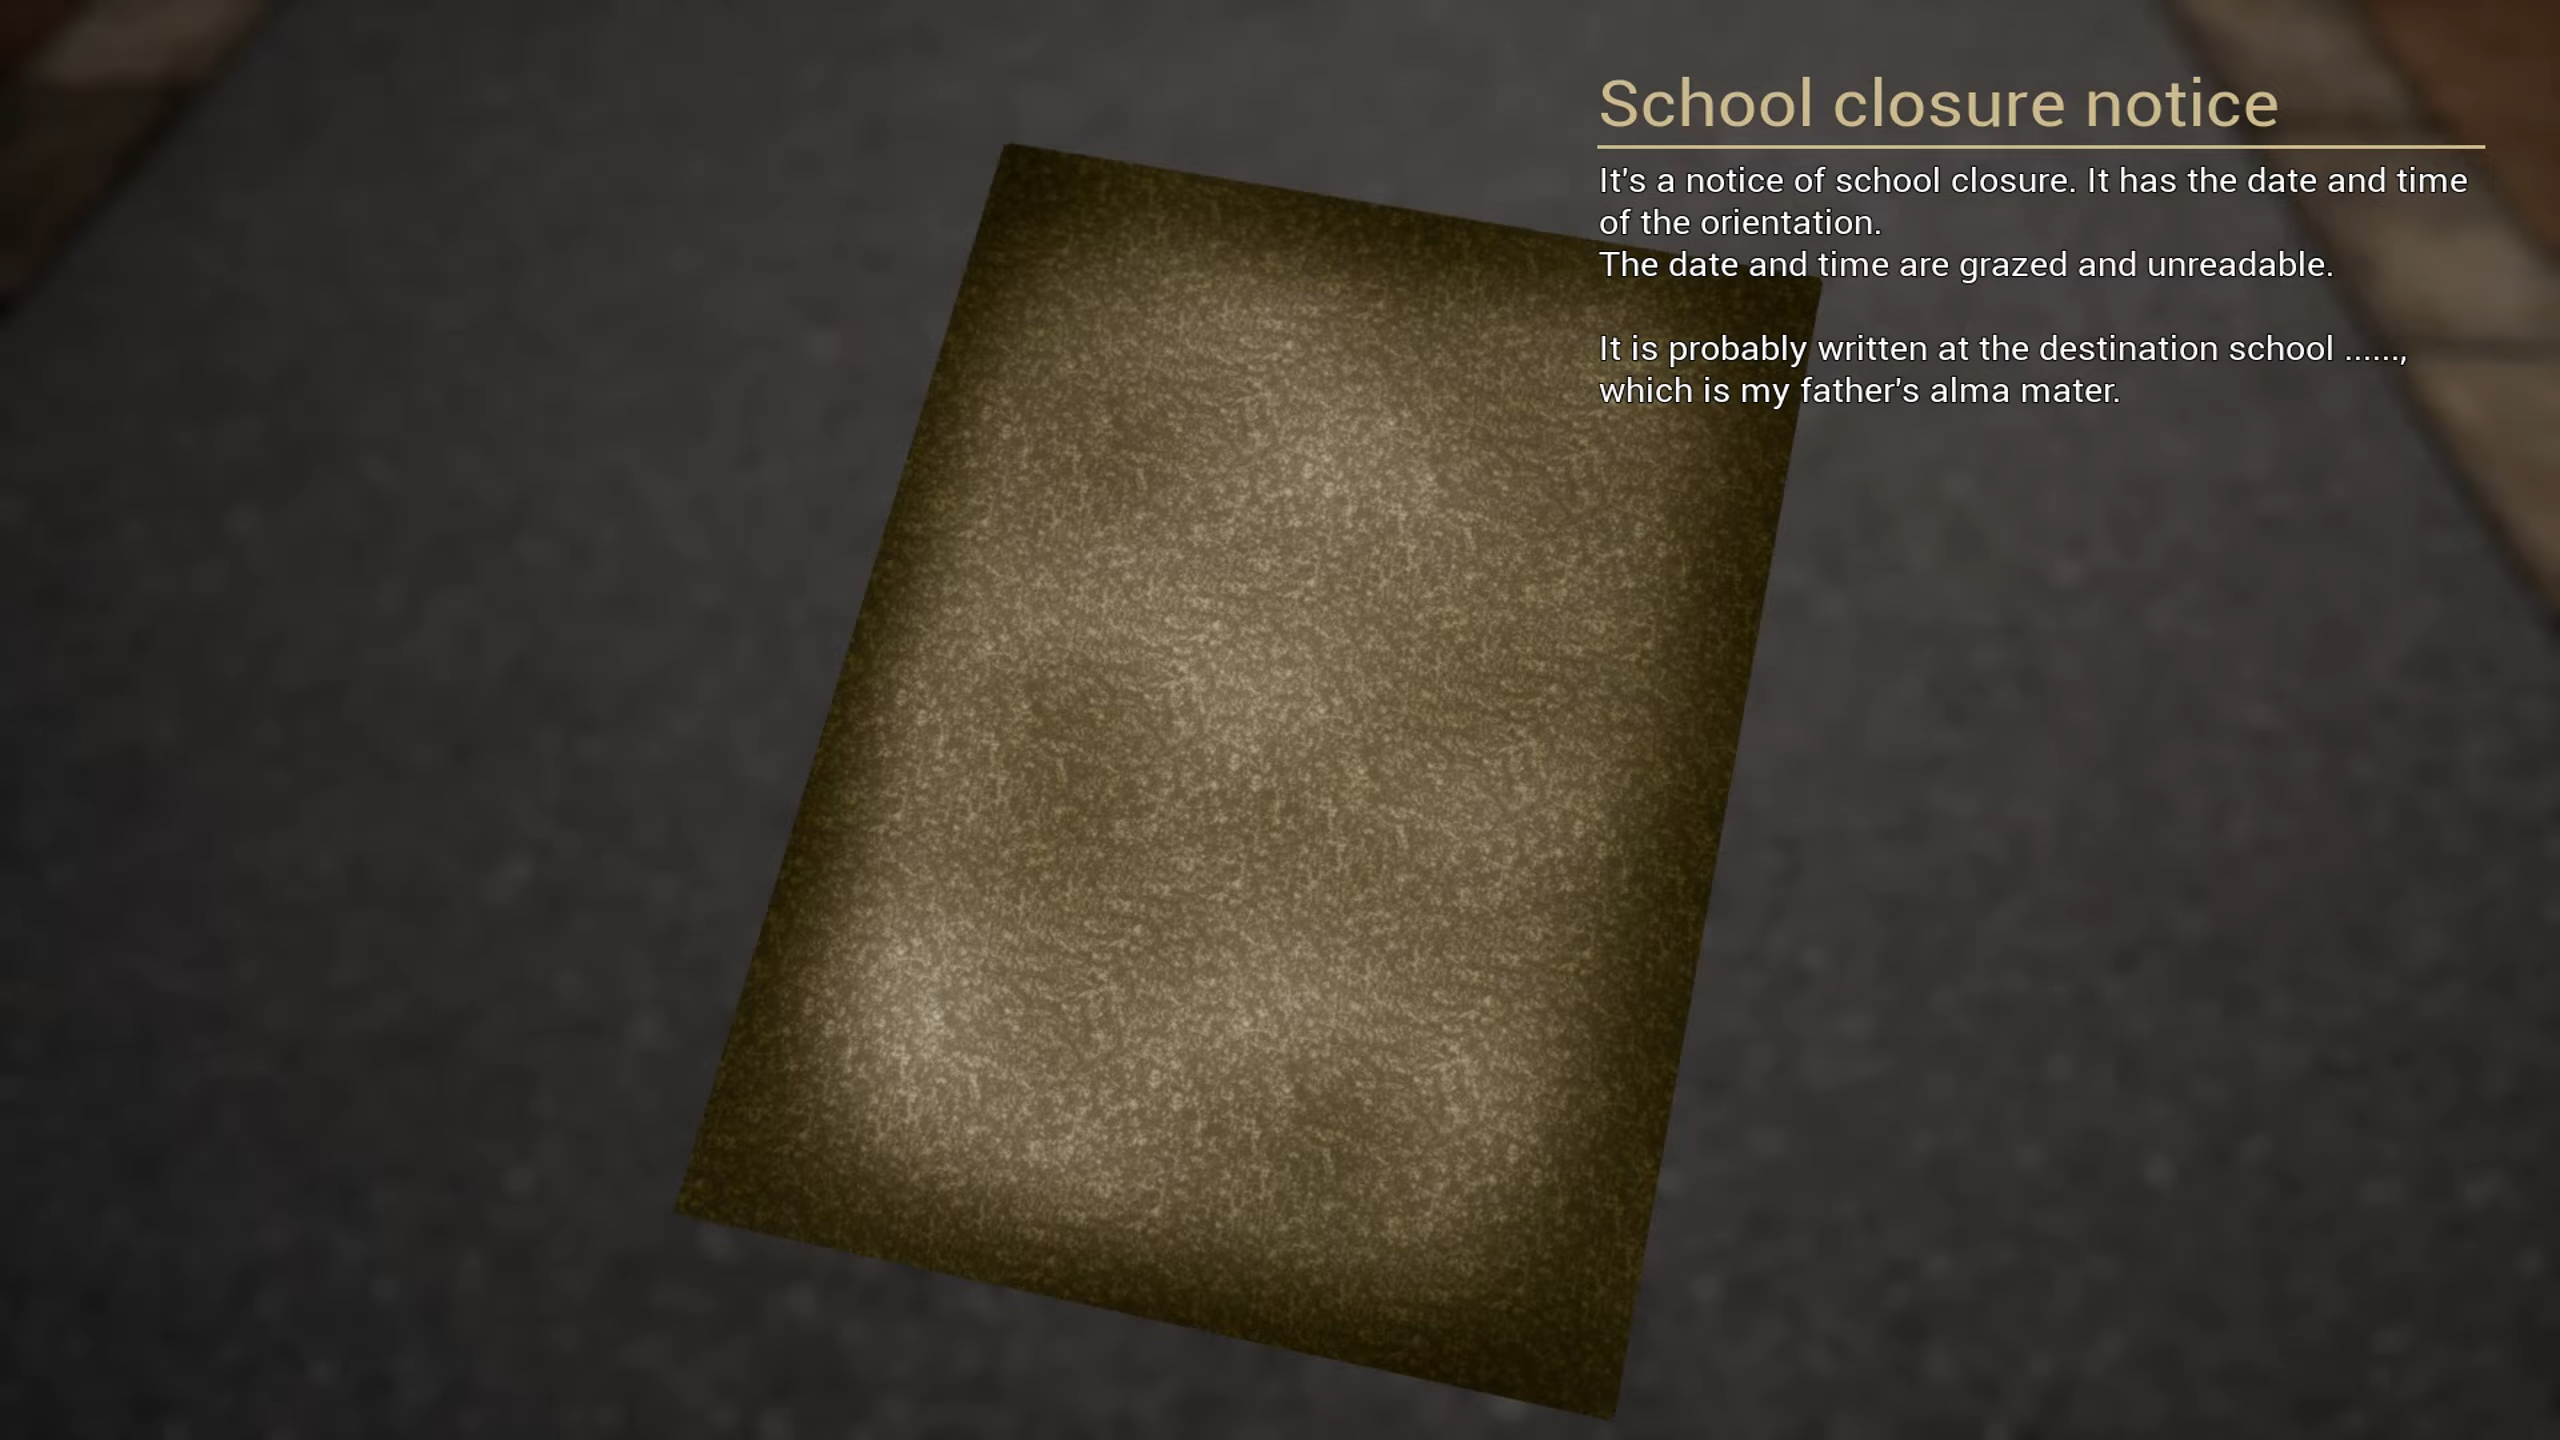 School closure notice
It's a notice of school closure. It has the date and time
of the orientation.
The date and time are grazed and unreadable.
It is probably written at the destination school ......,
which is my father's alma mater.